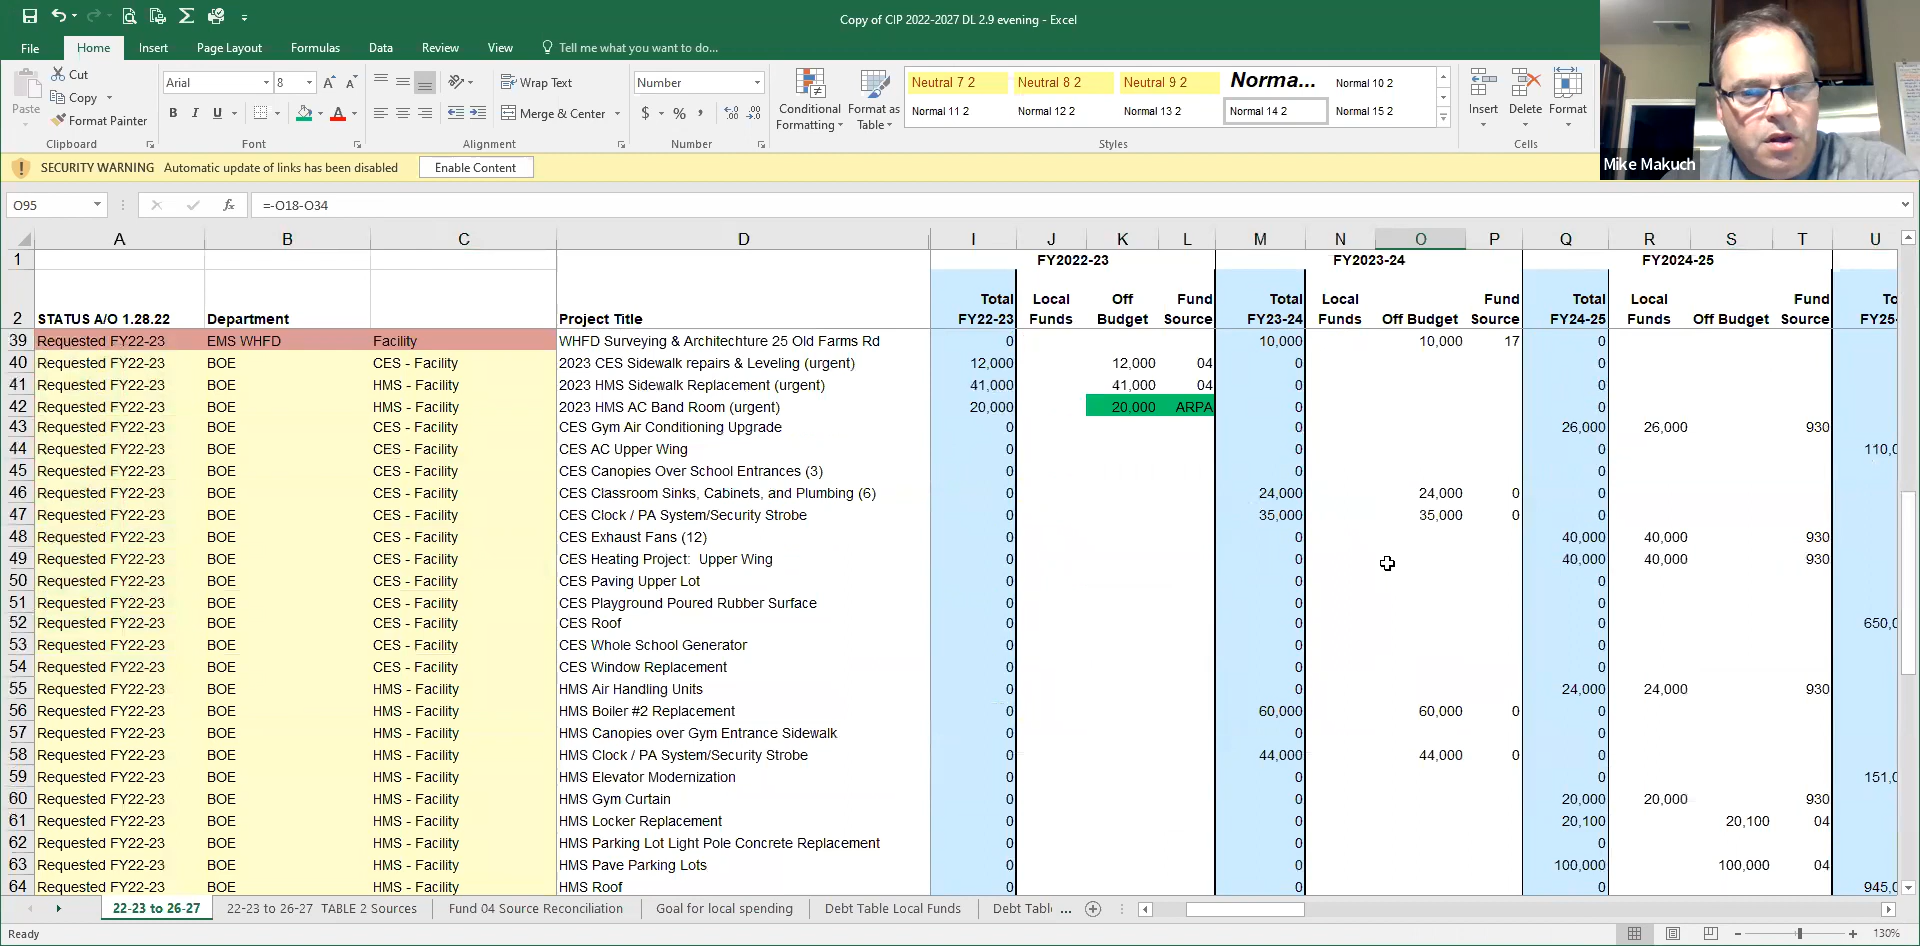 Copy of CIP 2022-2027 DL 2.9 evening - Excel
File Home Insert Page Layout Formulas Data Review View Tell me what you want to do...
Paste Cut Copy Format Painter Clipboard
Arial 8 A A B I U A Font
Wrap Text Merge & Center Alignment
Number $ % , Number
Conditional Formatting Format as Table
Neutral 7 2 Neutral 8 2 Neutral 9 2 Norma... Normal 10 2
Normal 11 2 Normal 12 2 Normal 13 2 Normal 14 2 Normal 15 2
Styles
Insert Delete Format Cells
Mike Makuch
SECURITY WARNING Automatic update of links has been disabled Enable Content
O95 fx =-O18-O34
A B C D I J K L M N O P Q R S T U
1 FY2022-23 FY2023-24 FY2024-25
Total Local Off Fund Total Local Fund Total Local Fund To
2 STATUS A/O 1.28.22 Department Project Title FY22-23 Funds Budget Source FY23-24 Funds Off Budget Source FY24-25 Funds Off Budget Source FY25-
39 Requested FY22-23 EMS WHFD Facility WHFD Surveying & Architechture 25 Old Farms Rd 0 10,000 10,000 17 0
40 Requested FY22-23 BOE CES - Facility 2023 CES Sidewalk repairs & Leveling (urgent) 12,000 12,000 04 0 0
41 Requested FY22-23 BOE HMS - Facility 2023 HMS Sidewalk Replacement (urgent) 41,000 41,000 04 0 0
42 Requested FY22-23 BOE HMS - Facility 2023 HMS AC Band Room (urgent) 20,000 20,000 ARPA 0 0
43 Requested FY22-23 BOE CES - Facility CES Gym Air Conditioning Upgrade 0 0 26,000 26,000 930
44 Requested FY22-23 BOE CES - Facility CES AC Upper Wing 0 0 0 110,0
45 Requested FY22-23 BOE CES - Facility CES Canopies Over School Entrances (3) 0 0 0
46 Requested FY22-23 BOE CES - Facility CES Classroom Sinks, Cabinets, and Plumbing (6) 0 24,000 24,000 0 0
47 Requested FY22-23 BOE CES - Facility CES Clock / PA System/Security Strobe 0 35,000 35,000 0 0
48 Requested FY22-23 BOE CES - Facility CES Exhaust Fans (12) 0 0 40,000 40,000 930
49 Requested FY22-23 BOE CES - Facility CES Heating Project: Upper Wing 0 0 40,000 40,000 930
50 Requested FY22-23 BOE CES - Facility CES Paving Upper Lot 0 0 0
51 Requested FY22-23 BOE CES - Facility CES Playground Poured Rubber Surface 0 0 0
52 Requested FY22-23 BOE CES - Facility CES Roof 0 0 0 650,0
53 Requested FY22-23 BOE CES - Facility CES Whole School Generator 0 0 0
54 Requested FY22-23 BOE CES - Facility CES Window Replacement 0 0 0
55 Requested FY22-23 BOE HMS - Facility HMS Air Handling Units 0 0 24,000 24,000 930
56 Requested FY22-23 BOE HMS - Facility HMS Boiler #2 Replacement 0 60,000 60,000 0 0
57 Requested FY22-23 BOE HMS - Facility HMS Canopies over Gym Entrance Sidewalk 0 0 0
58 Requested FY22-23 BOE HMS - Facility HMS Clock / PA System/Security Strobe 0 44,000 44,000 0 0
59 Requested FY22-23 BOE HMS - Facility HMS Elevator Modernization 0 0 0 151,0
60 Requested FY22-23 BOE HMS - Facility HMS Gym Curtain 0 0 20,000 20,000 930
61 Requested FY22-23 BOE HMS - Facility HMS Locker Replacement 0 0 20,100 20,100 04
62 Requested FY22-23 BOE HMS - Facility HMS Parking Lot Light Pole Concrete Replacement 0 0 0
63 Requested FY22-23 BOE HMS - Facility HMS Pave Parking Lots 0 0 100,000 100,000 04
64 Requested FY22-23 BOE HMS - Facility HMS Roof 0 0 0 945,0
22-23 to 26-27 22-23 to 26-27 TABLE 2 Sources Fund 04 Source Reconciliation Goal for local spending Debt Table Local Funds Debt Table ...
Ready 130%